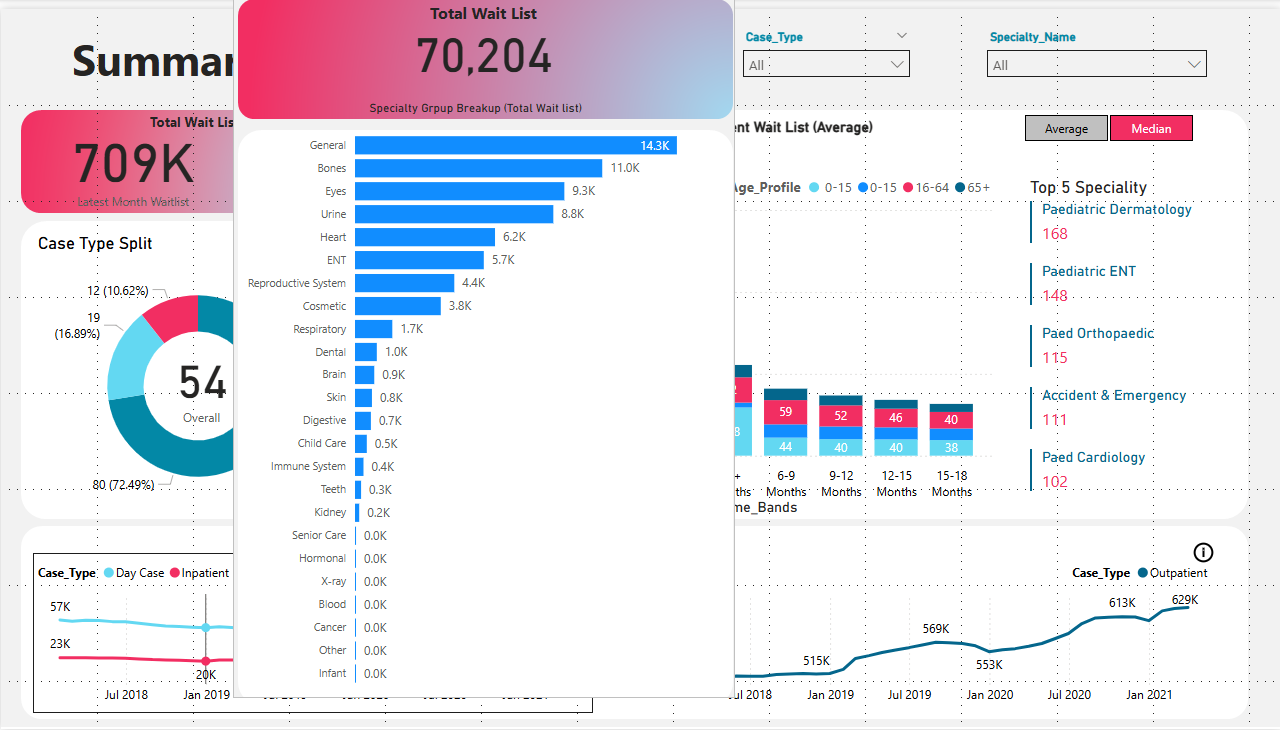 Summar
Total Wait Lis
709K
Latest Month Waitlist
Case Type Split
12 (10.62%)
19
(16.89%)
54
Overall
80 (72.49%)
Case_Type Day Case Inpatient
57K
23K
20K
Jul 2018 Jan 2019
Total Wait List
70,204
Specialty Grpup Breakup (Total Wait list)
General 14.3K
Bones 11.0K
Eyes 9.3K
Urine 8.8K
Heart 6.2K
ENT 5.7K
Reproductive System 4.4K
Cosmetic 3.8K
Respiratory 1.7K
Dental 1.0K
Brain 0.9K
Skin 0.8K
Digestive 0.7K
Child Care 0.5K
Immune System 0.4K
Teeth 0.3K
Kidney 0.2K
Senior Care 0.0K
Hormonal 0.0K
X-ray 0.0K
Blood 0.0K
Cancer 0.0K
Other 0.0K
Infant 0.0K
Case_Type
All
Specialty_Name
All
ent Wait List (Average)
Average
Median
Age_Profile 0-15 0-15 16-64 65+
59 52 46 40
44 40 40 38
6-9 9-12 12-15 15-18
ths Months Months Months Months
me_Bands
Top 5 Speciality
Paediatric Dermatology
168
Paediatric ENT
148
Paed Orthopaedic
115
Accident & Emergency
111
Paed Cardiology
102
Case_Type Outpatient
515K
569K
553K
613K
629K
Jul 2018 Jan 2019 Jul 2019 Jan 2020 Jul 2020 Jan 2021